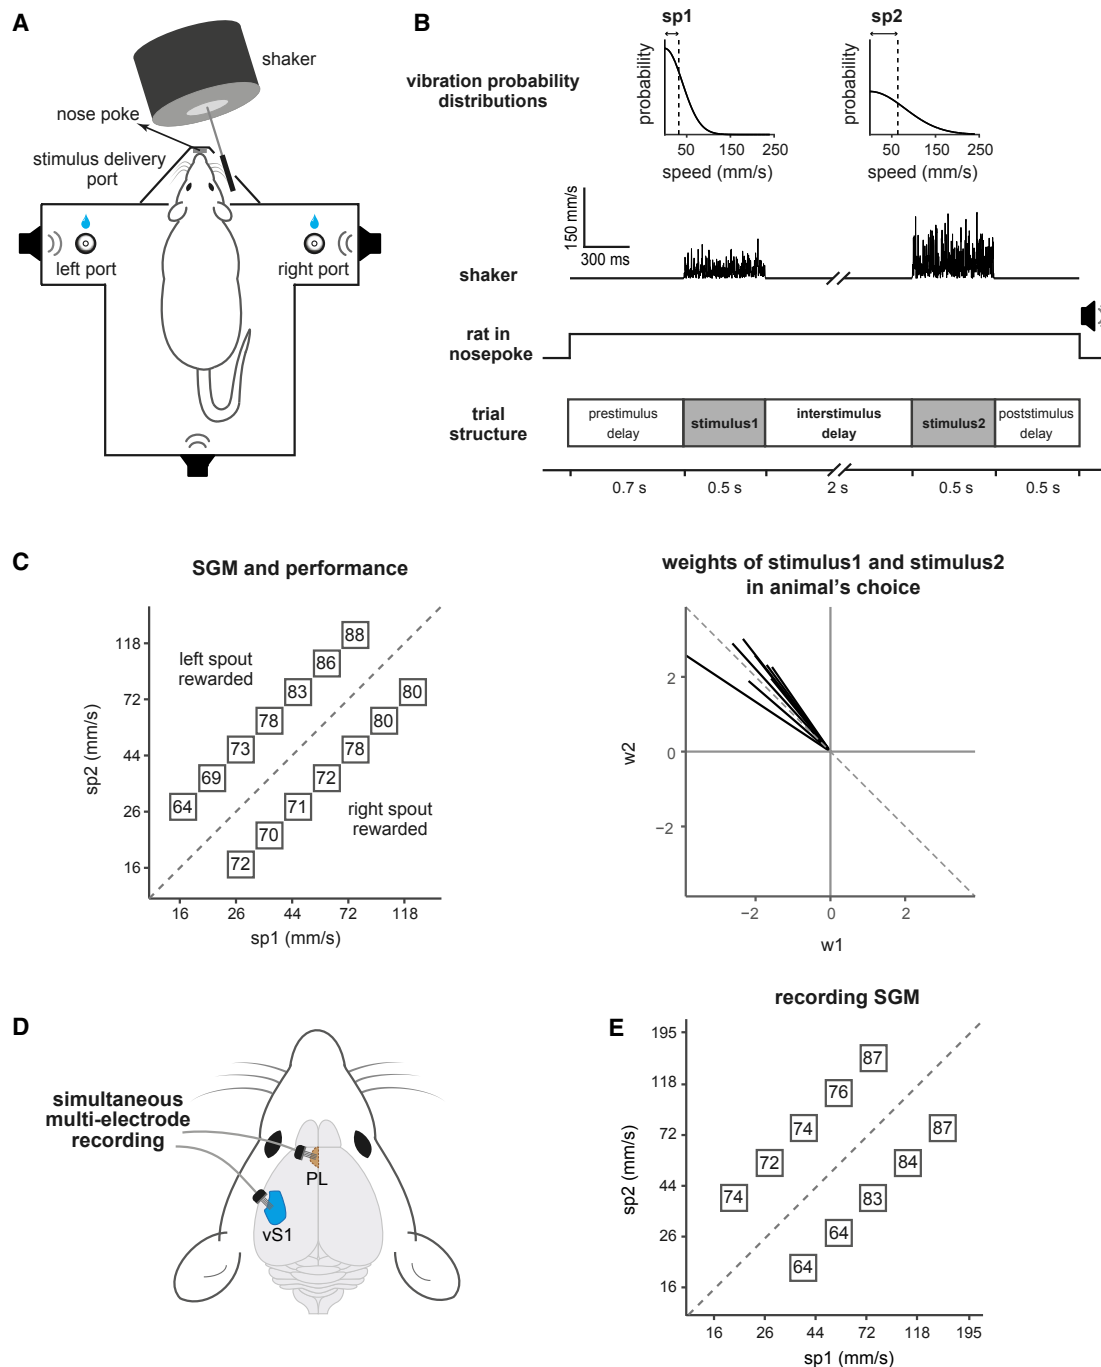 A
shaker
nose poke
stimulus delivery
port
left port
right port
B
sp1
sp2
vibration probability
distributions
probability
50 150 250
speed (mm/s)
probability
50 150 250
speed (mm/s)
150 mm/s
300 ms
shaker
rat in
nosepoke
trial
structure
prestimulus
delay
stimulus1
interstimulus
delay
stimulus2
poststimulus
delay
0.7 s
0.5 s
2 s
0.5 s
0.5 s
C
SGM and performance
left spout
rewarded
right spout
rewarded
88
86
83
78
73
69
64
80
80
78
72
71
70
72
118
72
44
26
16
sp2 (mm/s)
16 26 44 72 118
sp1 (mm/s)
weights of stimulus1 and stimulus2
in animal's choice
2
0
−2
w2
−2 0 2
w1
D
simultaneous
multi-electrode
recording
PL
vS1
E
recording SGM
195
118
72
44
26
16
sp2 (mm/s)
87
76
74
72
74
87
84
83
64
64
16 26 44 72 118 195
sp1 (mm/s)